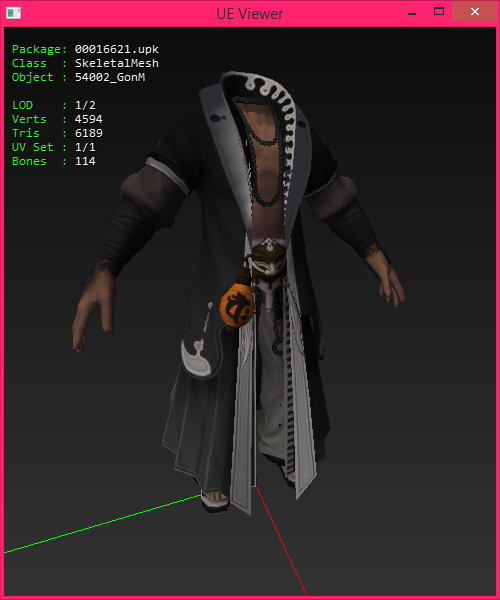 UE Viewer
Package: 00016621.upk
Class : SkeletalMesh
Object : 54002_GonM
LOD : 1/2
Verts : 4594
Tris : 6189
UV Set : 1/1
Bones : 114